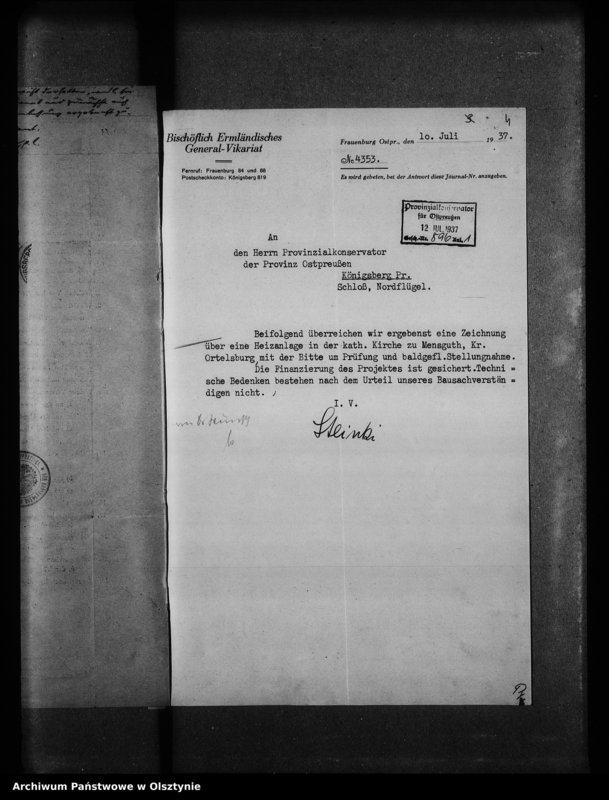 Bischöflich Ermländisches
General-Vikariat
Fernruf: Frauenburg 84 und 88
Postscheckkonto: Königsberg 819
Frauenburg Ostpr., den 10. Juli 1937.
No 4353.
Es wird gebeten, bei der Antwort diese Journal-Nr. anzugeben.
Provinzialkonservator
für Ostpreußen
12 JUL 1937
An
den Herrn Provinzialkonservator
der Provinz Ostpreußen
Königsberg Pr.
Schloß, Nordflügel.
Beifolgend überreichen wir ergebenst eine Zeichnung
über eine Heizanlage in der kath. Kirche zu Mensguth, Kr.
Ortelsburg, mit der Bitte um Prüfung und baldgefl.Stellungnahme.
Die Finanzierung des Projektes ist gesichert.Techni =
sche Bedenken bestehen nach dem Urteil unseres Bausachverstän =
digen nicht.
I. V.
Steinki
Archiwum Państwowe w Olsztynie